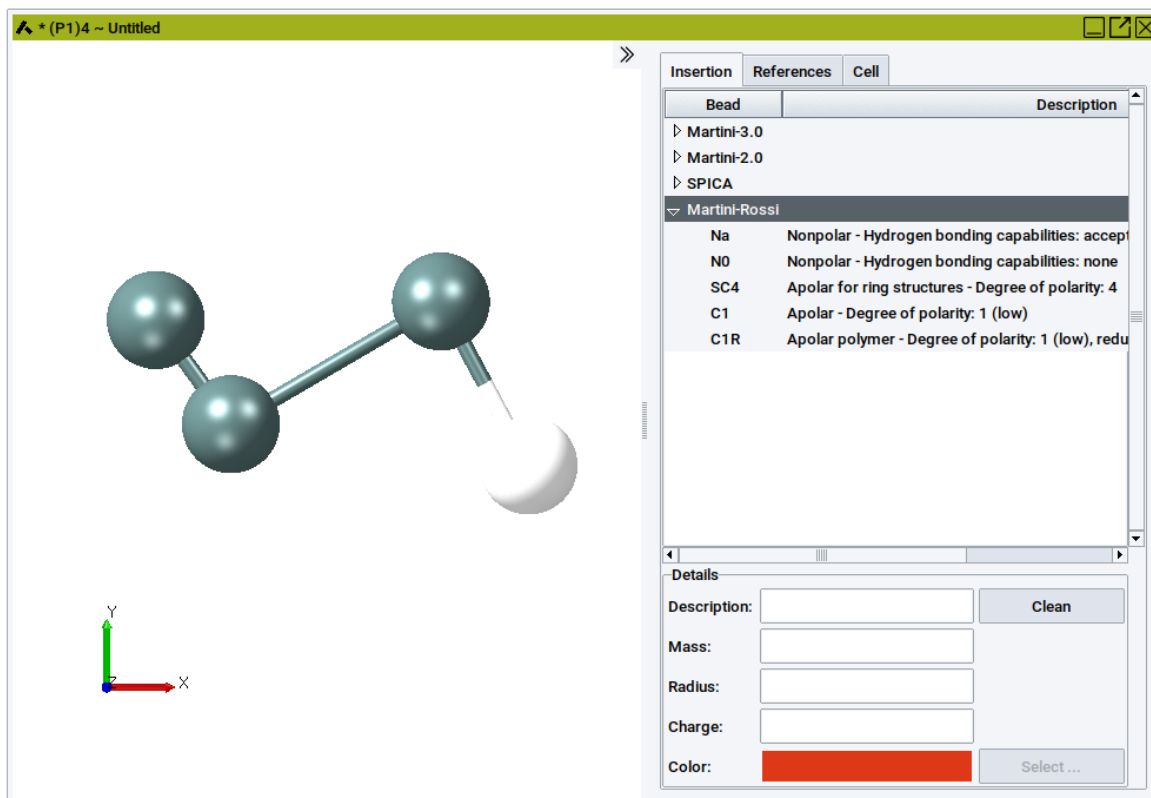 * (P1)4 ~ Untitled
Insertion References Cell
Bead Description
Martini-3.0
Martini-2.0
SPICA
Martini-Rossi
Na Nonpolar - Hydrogen bonding capabilities: accept
N0 Nonpolar - Hydrogen bonding capabilities: none
SC4 Apolar for ring structures - Degree of polarity: 4
C1 Apolar - Degree of polarity: 1 (low)
C1R Apolar polymer - Degree of polarity: 1 (low), redu
Details
Description: Clean
Mass:
Radius:
Charge:
Color: Select ...
Y
Z X